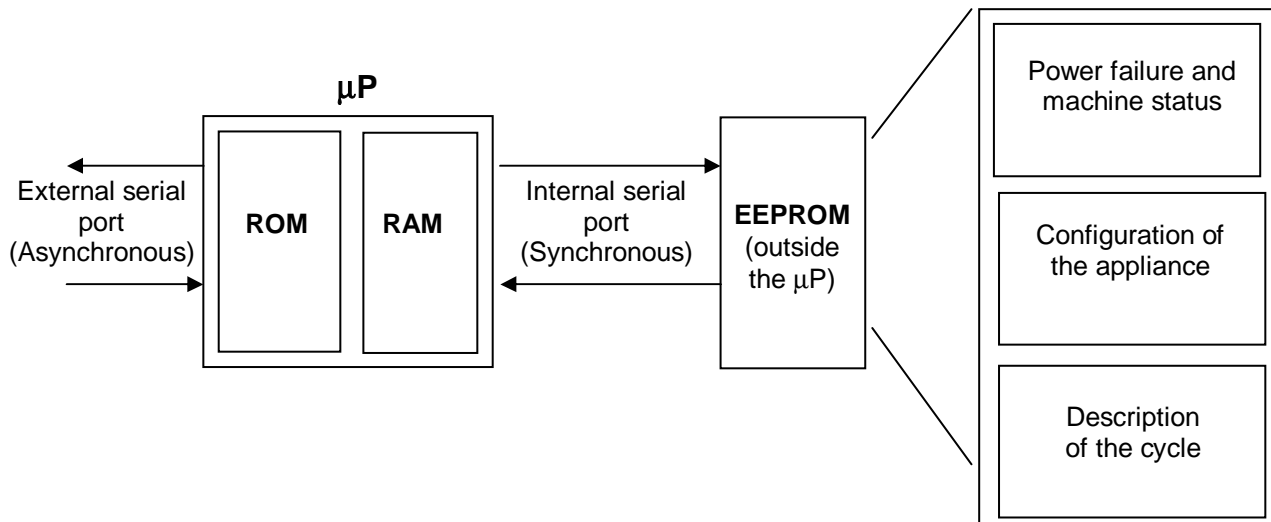 μP
External serial
port
(Asynchronous)
ROM
RAM
Internal serial
port
(Synchronous)
EEPROM
(outside
the μP)
Power failure and
machine status
Configuration of
the appliance
Description
of the cycle